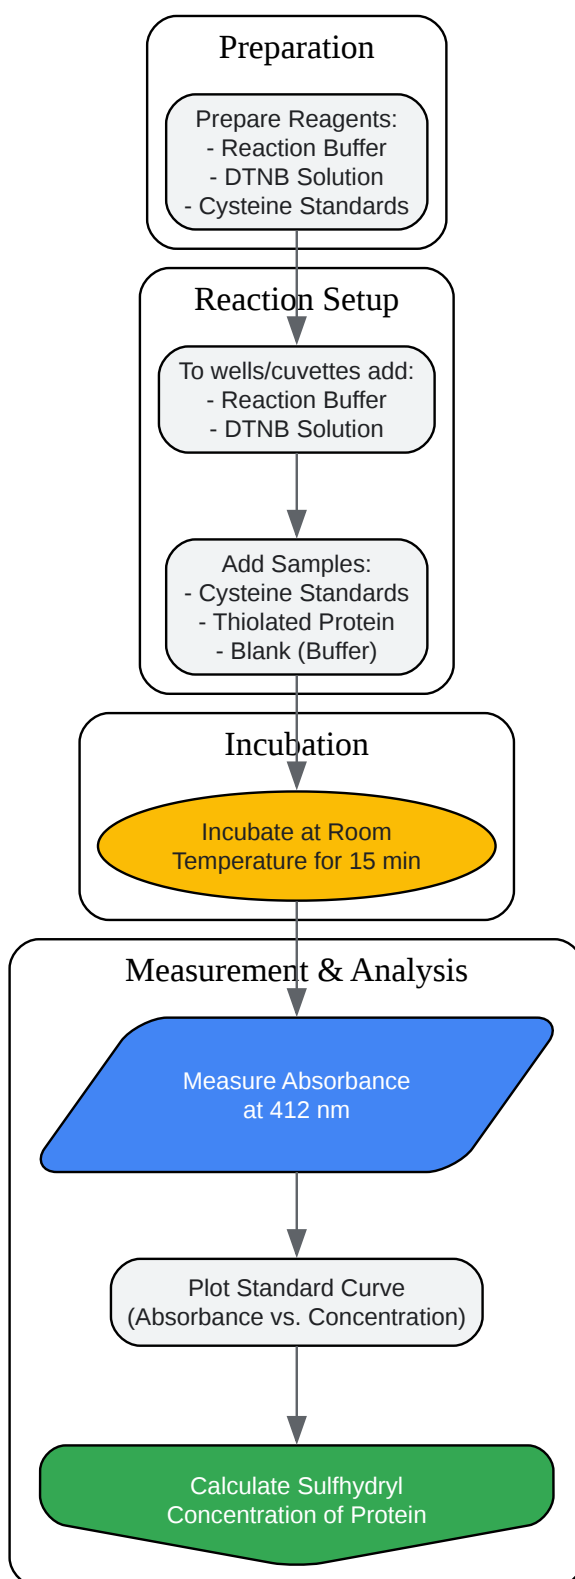 Preparation
Prepare Reagents:
- Reaction Buffer
- DTNB Solution
- Cysteine Standards
Reaction Setup
To wells/cuvettes add:
- Reaction Buffer
- DTNB Solution
Add Samples:
- Cysteine Standards
- Thiolated Protein
- Blank (Buffer)
Incubation
Incubate at Room
Temperature for 15 min
Measurement & Analysis
Measure Absorbance
at 412 nm
Plot Standard Curve
(Absorbance vs. Concentration)
Calculate Sulfhydryl
Concentration of Protein